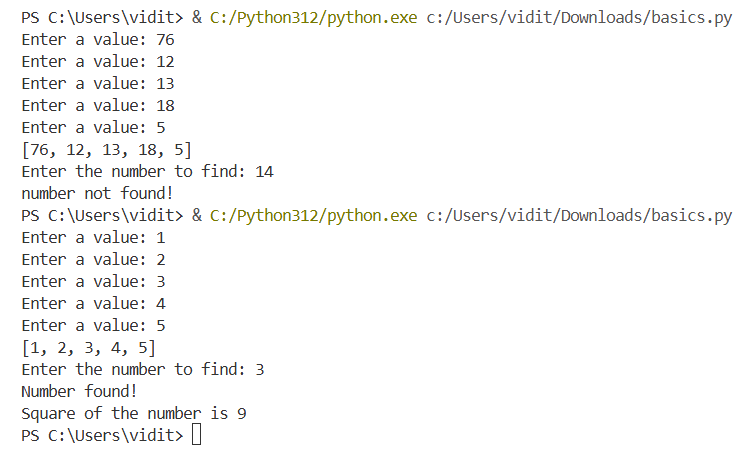 PS C:\Users\vidit> & C:/Python312/python.exe c:/Users/vidit/Downloads/basics.py
Enter a value: 76
Enter a value: 12
Enter a value: 13
Enter a value: 18
Enter a value: 5
[76, 12, 13, 18, 5]
Enter the number to find: 14
number not found!
PS C:\Users\vidit> & C:/Python312/python.exe c:/Users/vidit/Downloads/basics.py
Enter a value: 1
Enter a value: 2
Enter a value: 3
Enter a value: 4
Enter a value: 5
[1, 2, 3, 4, 5]
Enter the number to find: 3
Number found!
Square of the number is 9
PS C:\Users\vidit>